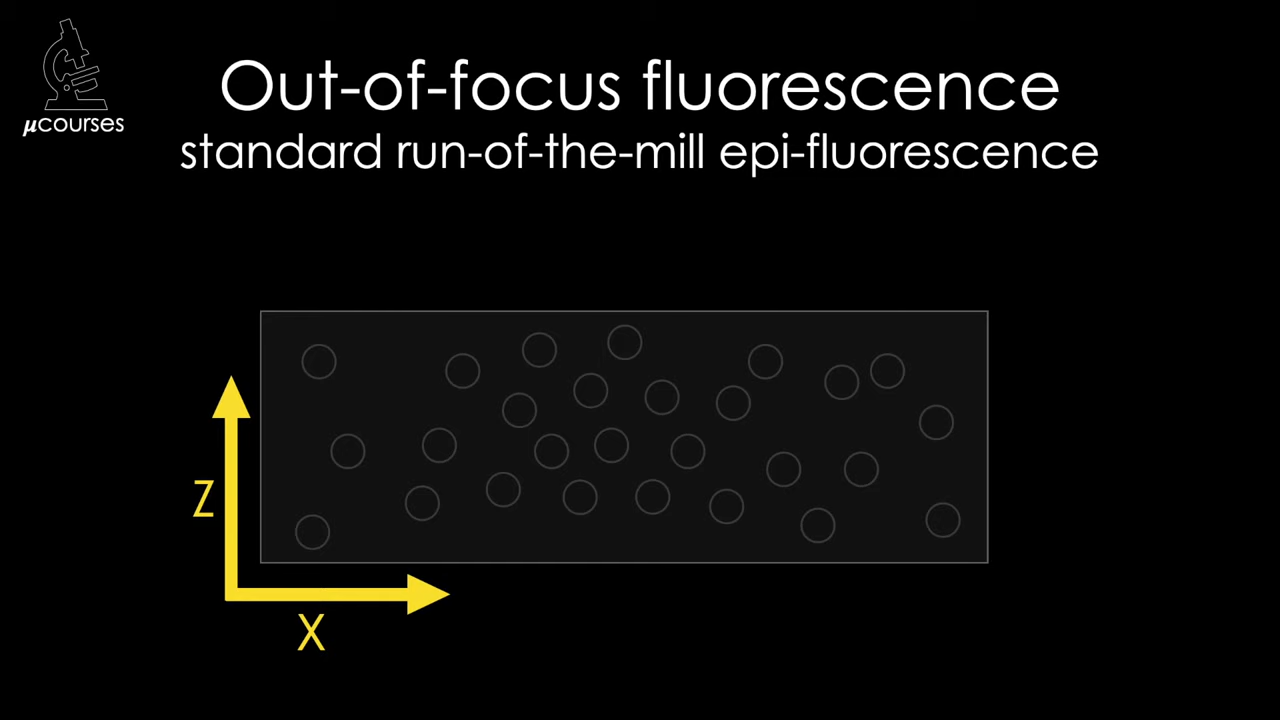 μcourses
Out-of-focus fluorescence
standard run-of-the-mill epi-fluorescence
Z
X